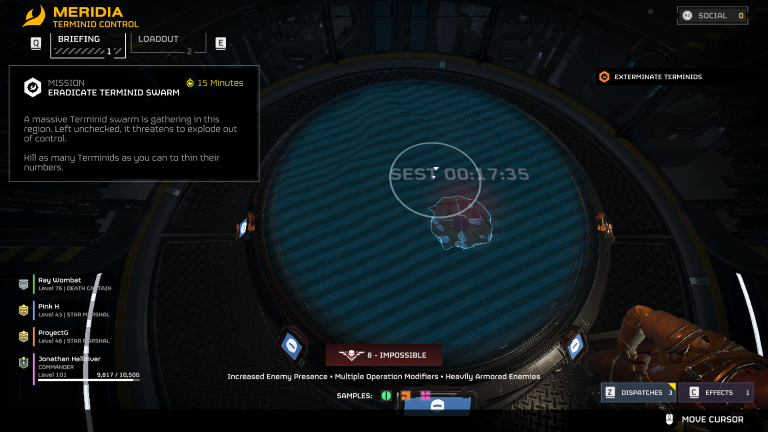 MERIDIA
TERMINID CONTROL
SOCIAL 0
Q BRIEFING 1 LOADOUT 2 E
MISSION 15 Minutes
ERADICATE TERMINID SWARM
EXTERMINATE TERMINIDS
A massive Terminid swarm is gathering in this
region. Left unchecked, it threatens to explode out
of control.
Kill as many Terminids as you can to thin their
numbers.
SEST 00:17:35
Ray Wombat
Level 76 | DEATH CAPTAIN
Pink H
Level 43 | STAR MARSHAL
ProyectG
Level 46 | STAR MARSHAL
Jonathan Helldiver
COMMANDER
Level 101 9,817 / 10,500
8 - IMPOSSIBLE
Increased Enemy Presence • Multiple Operation Modifiers • Heavily Armored Enemies
SAMPLES:
Z DISPATCHES 3 C EFFECTS 1
MOVE CURSOR